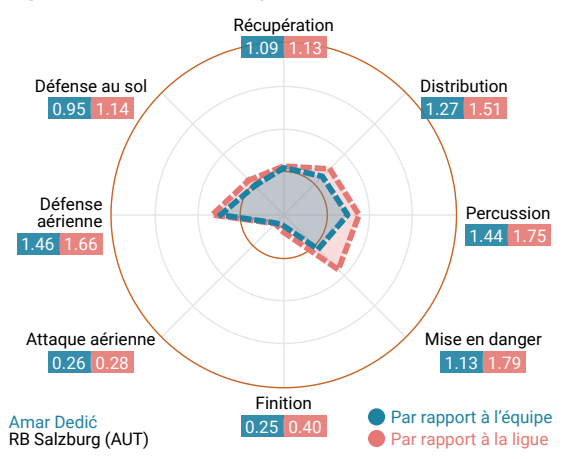 Récupération
1.09 1.13
Défense au sol
0.95 1.14
Distribution
1.27 1.51
Défense
aérienne
1.46 1.66
Percussion
1.44 1.75
Attaque aérienne
0.26 0.28
Mise en danger
1.13 1.79
Finition
0.25 0.40
Amar Dedić
RB Salzburg (AUT)
Par rapport à l’équipe
Par rapport à la ligue